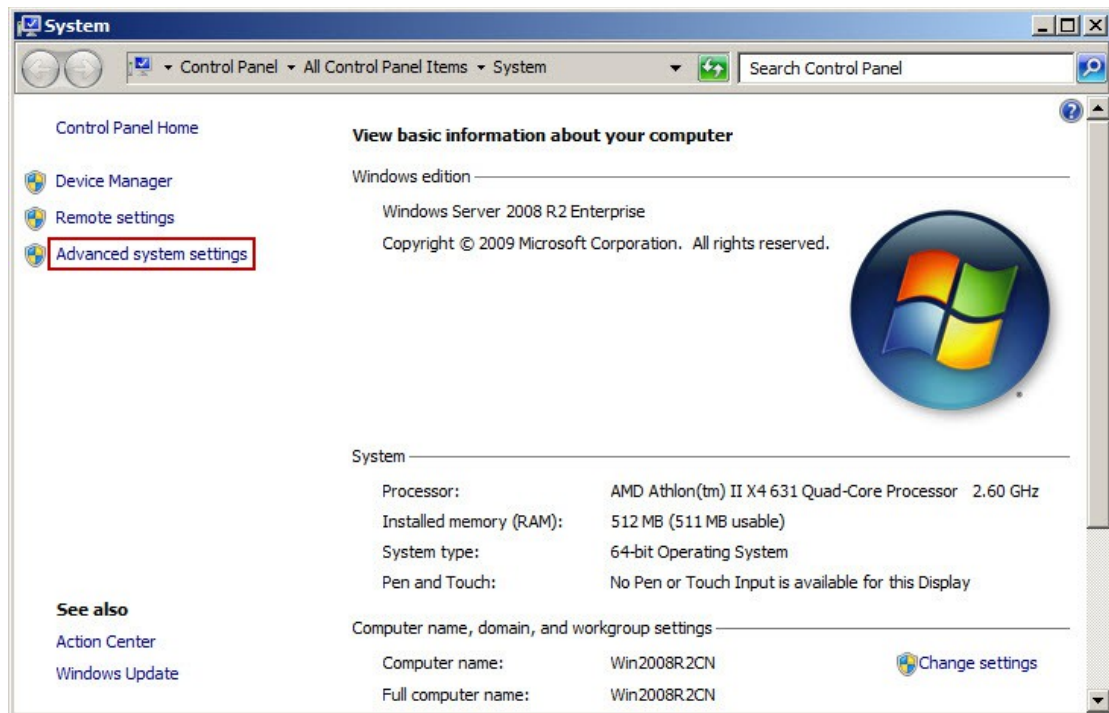 System
Control Panel All Control Panel Items System
Search Control Panel
Control Panel Home
Device Manager
Remote settings
Advanced system settings
See also
Action Center
Windows Update
View basic information about your computer
Windows edition
Windows Server 2008 R2 Enterprise
Copyright © 2009 Microsoft Corporation. All rights reserved.
System
Processor: AMD Athlon(tm) II X4 631 Quad-Core Processor 2.60 GHz
Installed memory (RAM): 512 MB (511 MB usable)
System type: 64-bit Operating System
Pen and Touch: No Pen or Touch Input is available for this Display
Computer name, domain, and workgroup settings
Computer name: Win2008R2CN Change settings
Full computer name: Win2008R2CN